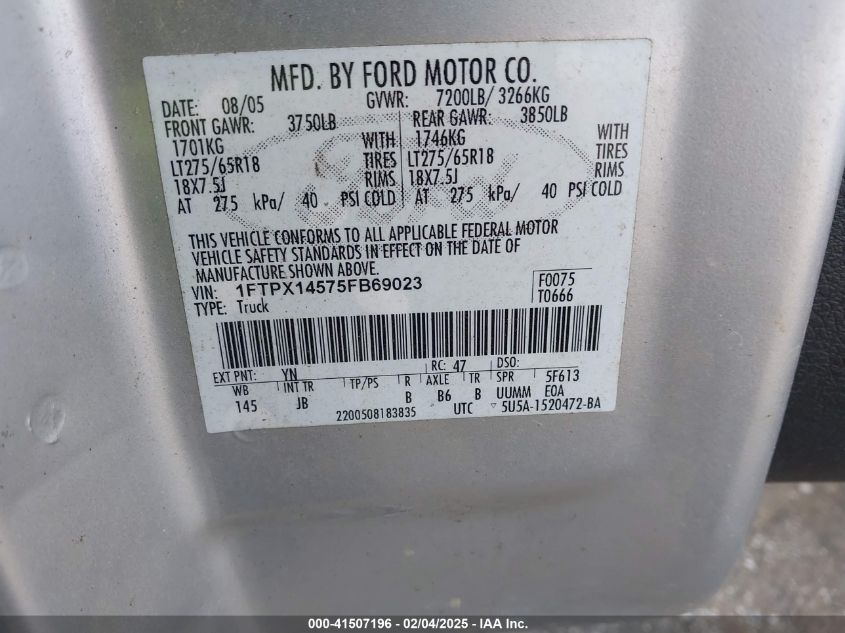 MFD. BY FORD MOTOR CO.
DATE: 08/05 GVWR: 7200LB/ 3266KG
FRONT GAWR: 3750LB REAR GAWR: 3850LB
1701KG WITH 1746KG WITH
LT275/65R18 TIRES LT275/65R18 TIRES
18X7.5J RIMS 18X7.5J RIMS
AT 275 kPa/ 40 PSI COLD AT 275 kPa/ 40 PSI COLD
THIS VEHICLE CONFORMS TO ALL APPLICABLE FEDERAL MOTOR
VEHICLE SAFETY STANDARDS IN EFFECT ON THE DATE OF
MANUFACTURE SHOWN ABOVE.
VIN: 1FTPX14575FB69023 F0075
TYPE: Truck T0666
EXT PNT: YN RC: 47 DSO:
WB INT TR TP/PS R AXLE TR SPR 5F613
145 JB B B6 B UUMM E0A
2200508183835 UTC ▽ 5U5A-1520472-BA
000-41507196 - 02/04/2025 - IAAI - IAA Inc.